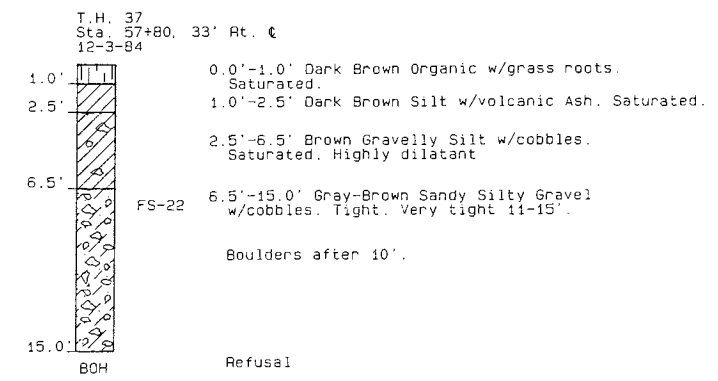 T.H. 37
Sta. 57+80, 33' Rt. ℄
12-3-84
0.0'-1.0' Dark Brown Organic w/grass roots.
Saturated.
1.0'
1.0'-2.5' Dark Brown Silt w/volcanic Ash. Saturated.
2.5'
2.5'-6.5' Brown Gravelly Silt w/cobbles.
Saturated. Highly dilatant
6.5'
6.5'-15.0' Gray-Brown Sandy Silty Gravel
FS-22
w/cobbles. Tight. Very tight 11-15'.
Boulders after 10'.
15.0'
BOH
Refusal